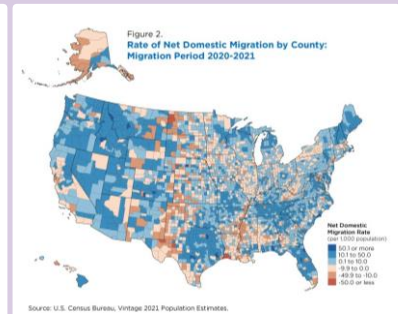 Figure 2.
Rate of Net Domestic Migration by County:
Migration Period 2020-2021
Net Domestic
Migration Rate
(per 1,000 population)
50.1 or more
10.1 to 50.0
0.1 to 10.0
-9.9 to 0.0
-49.9 to -10.0
-50.0 or less
Source: U.S. Census Bureau, Vintage 2021 Population Estimates.